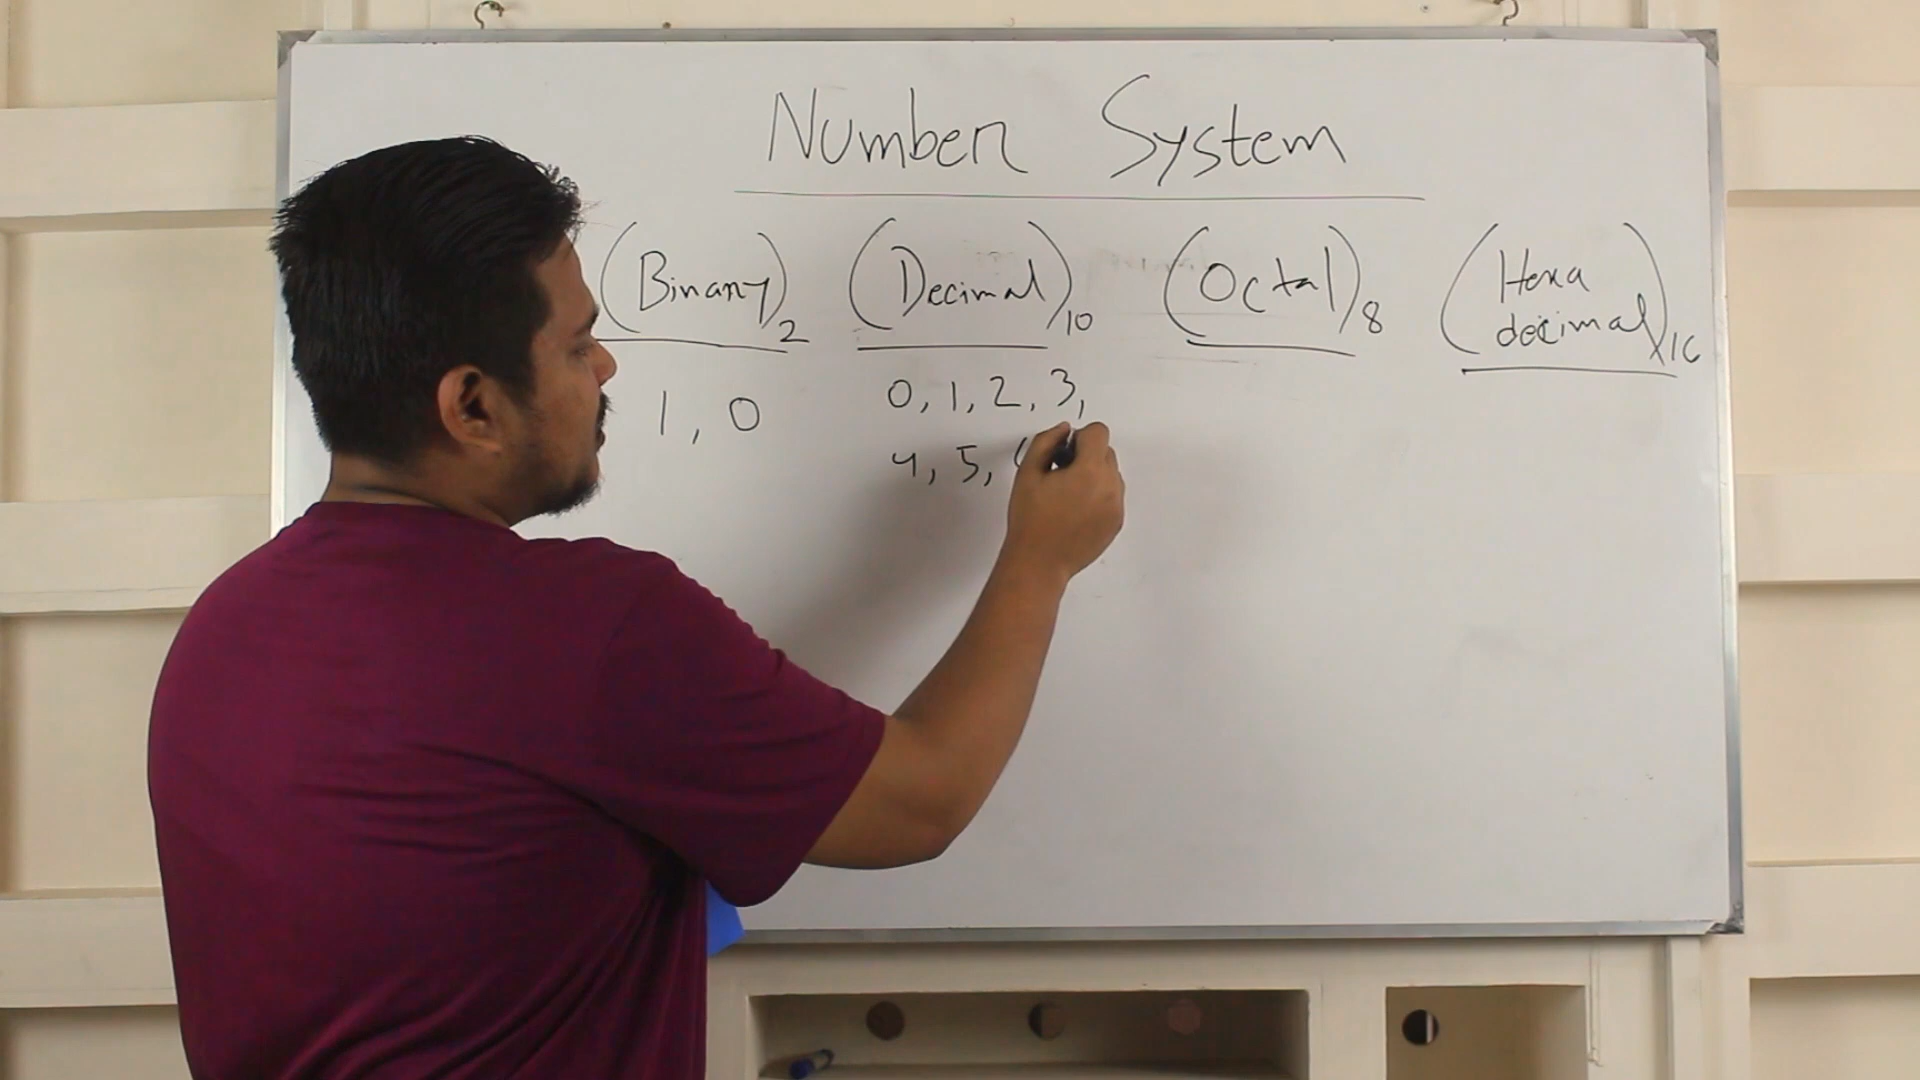 Number System
(Binary)2 (Decimal)10 (Octal)8 (Hexa decimal)16
1, 0
0, 1, 2, 3,
4, 5,